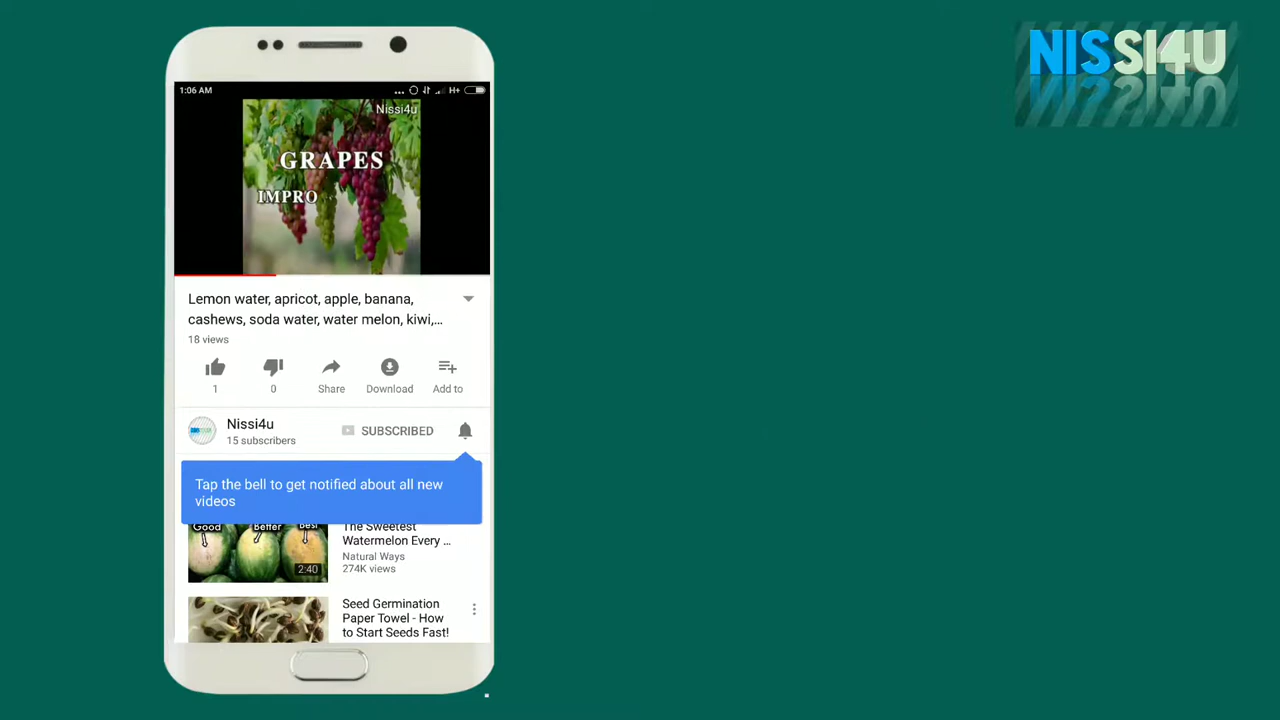 NISSI4U
1:06 AM
H+
Nissi4u
GRAPES
IMPRO
Lemon water, apricot, apple, banana,
cashews, soda water, water melon, kiwi,...
18 views
1
0
Share
Download
Add to
Nissi4u
15 subscribers
SUBSCRIBED
Tap the bell to get notified about all new
videos
Good
Better
Best
2:40
The Sweetest
Watermelon Every ...
Natural Ways
274K views
Seed Germination
Paper Towel - How
to Start Seeds Fast!